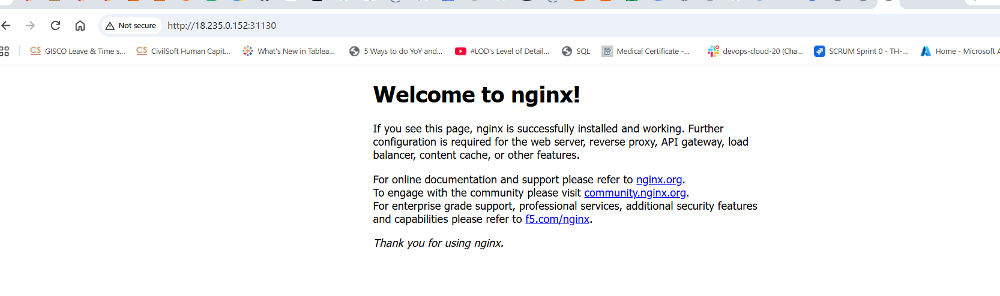 Not secure http://18.235.0.152:31130
GISCO Leave & Time s... CivilSoft Human Capit... What's New in Tablea... 5 Ways to do YoY and... #LOD's Level of Detail... SQL Medical Certificate -... devops-cloud-20 (Cha... SCRUM Sprint 0 - TH-... Home - Microsoft A
Welcome to nginx!
If you see this page, nginx is successfully installed and working. Further
configuration is required for the web server, reverse proxy, API gateway, load
balancer, content cache, or other features.
For online documentation and support please refer to nginx.org.
To engage with the community please visit community.nginx.org.
For enterprise grade support, professional services, additional security features
and capabilities please refer to f5.com/nginx.
Thank you for using nginx.